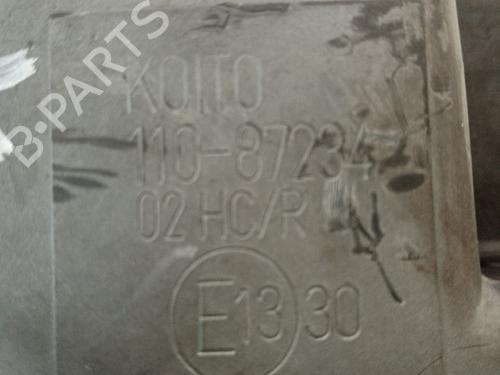 B-PARTS
KOITO
110-87234
02 HC/R
E13 30